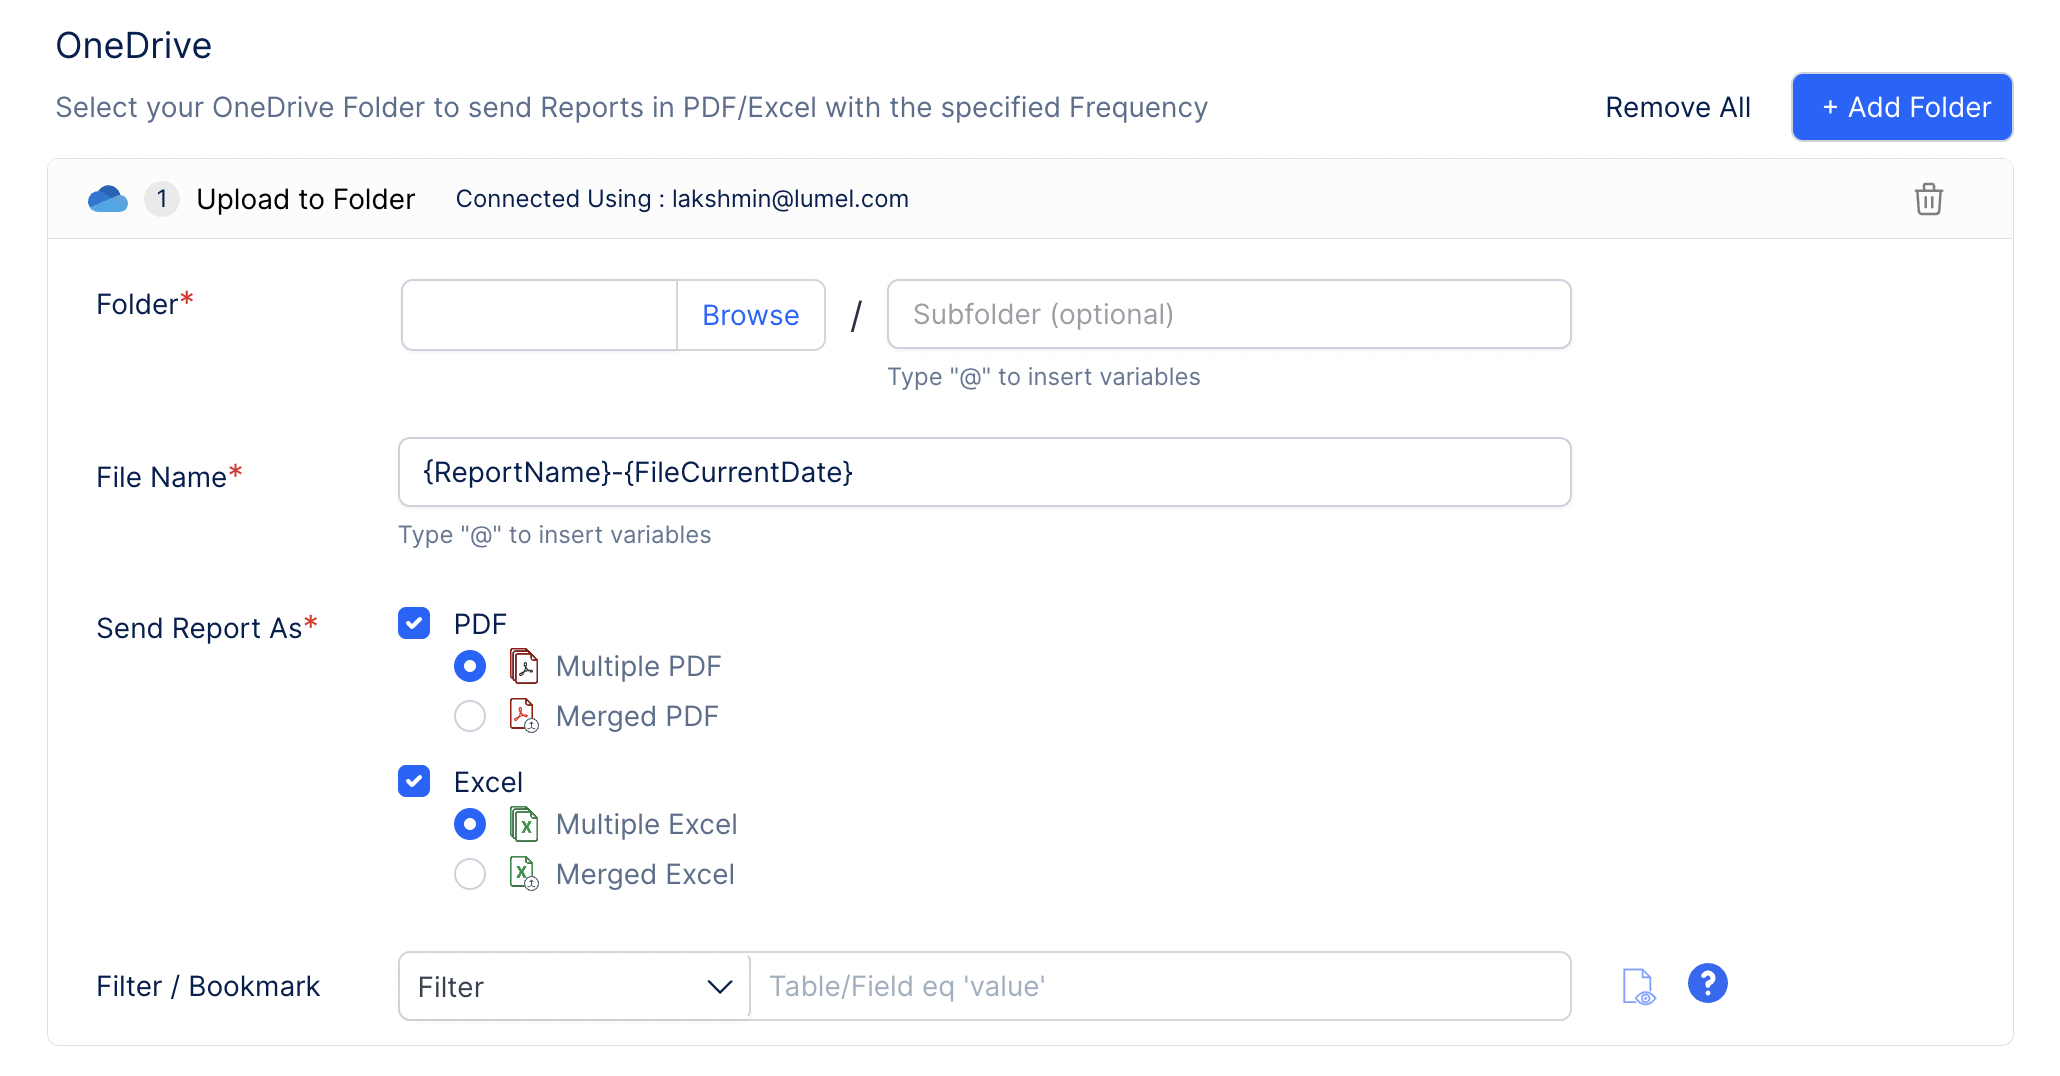 OneDrive
Select your OneDrive Folder to send Reports in PDF/Excel with the specified Frequency
Remove All
+ Add Folder
1 Upload to Folder Connected Using : lakshmin@lumel.com
Folder* Browse / Subfolder (optional)
Type "@" to insert variables
File Name* {ReportName}-{FileCurrentDate}
Type "@" to insert variables
Send Report As* PDF
Multiple PDF
Merged PDF
Excel
Multiple Excel
Merged Excel
Filter / Bookmark Filter Table/Field eq 'value' ?